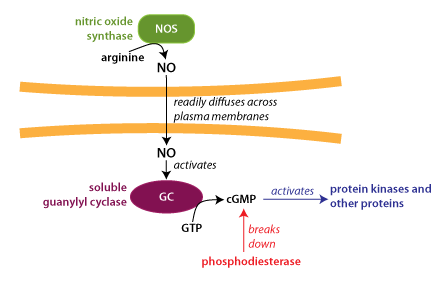 nitric oxide
synthase
NOS
arginine
NO
readily diffuses across
plasma membranes
NO
activates
soluble
guanylyl cyclase
GC
GTP
cGMP
activates
protein kinases and
other proteins
breaks
down
phosphodiesterase